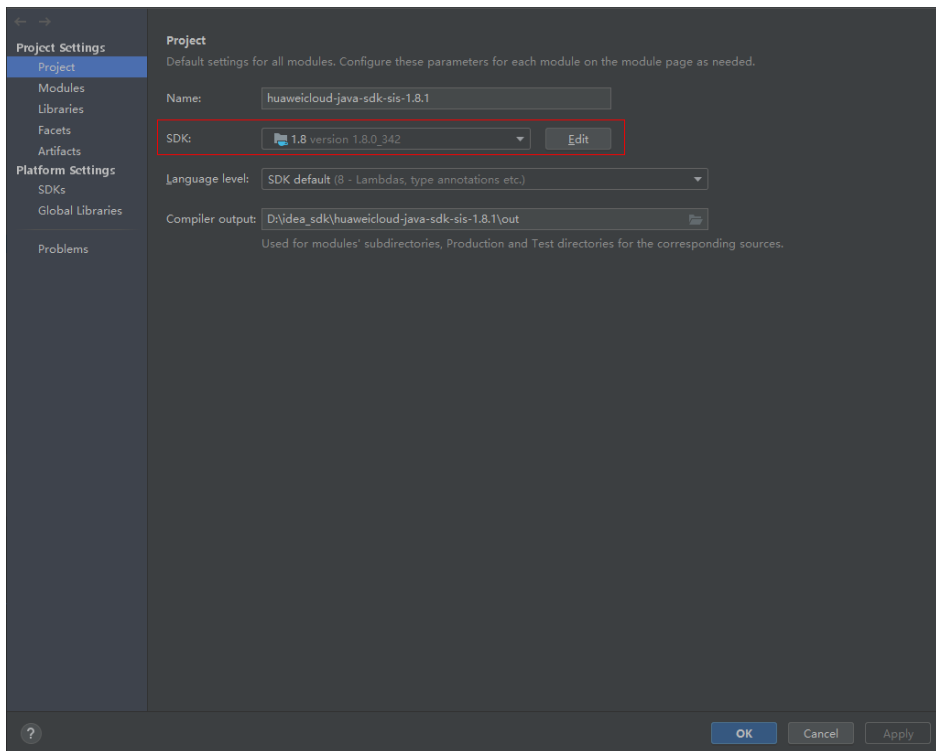 Project Settings
Project
Modules
Libraries
Facets
Artifacts
Platform Settings
SDKs
Global Libraries
Problems
Project
Default settings for all modules. Configure these parameters for each module on the module page as needed.
Name: huaweicloud-java-sdk-sis-1.8.1
SDK: 1.8 version 1.8.0_342 Edit
Language level: SDK default (8 - Lambdas, type annotations etc.)
Compiler output: D:\idea_sdk\huaweicloud-java-sdk-sis-1.8.1\out
Used for modules' subdirectories, Production and Test directories for the corresponding sources.
? OK Cancel Apply